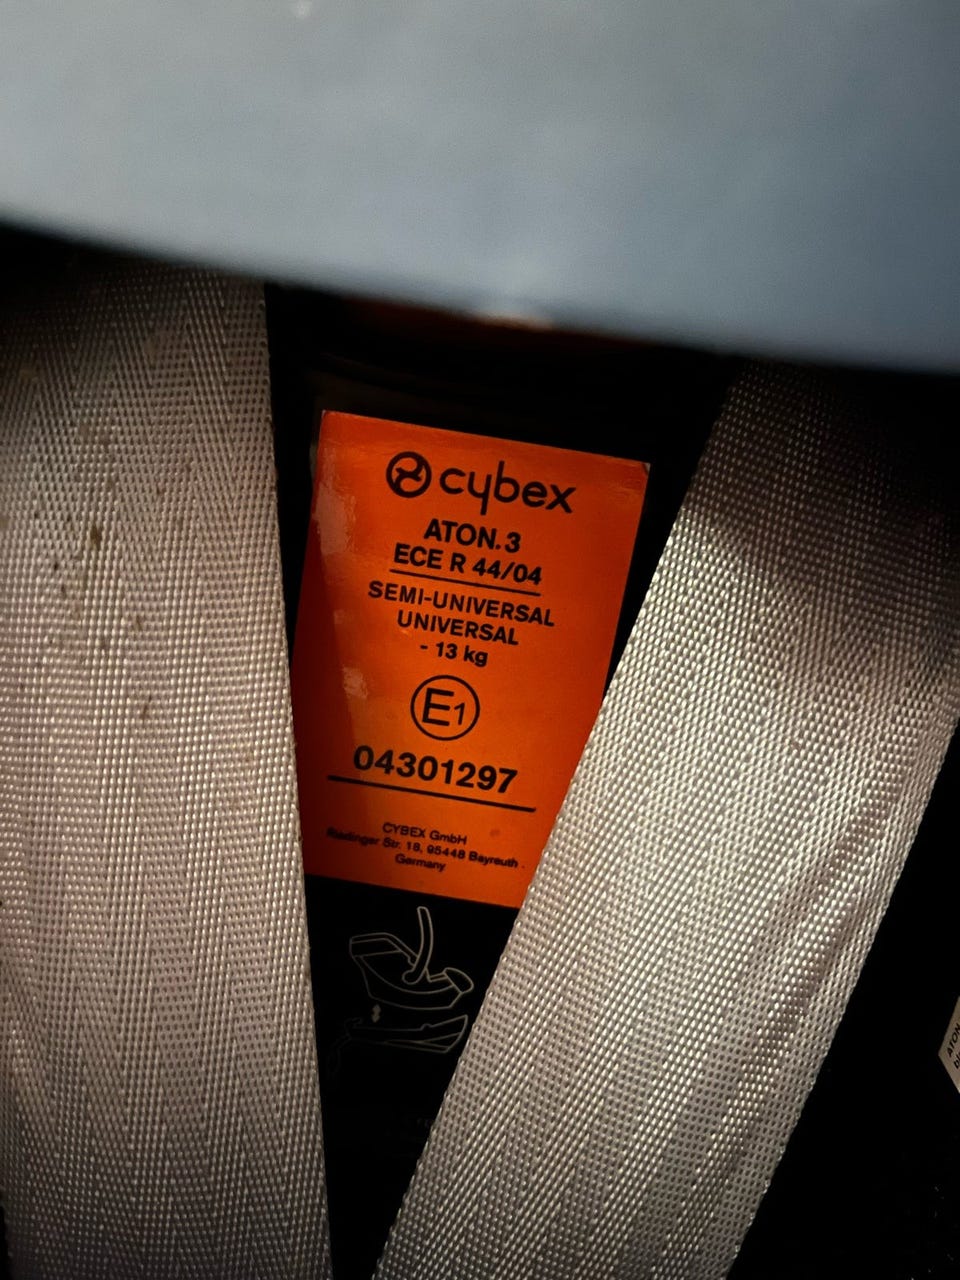 cybex
ATON.3
ECE R 44/04
SEMI-UNIVERSAL
UNIVERSAL
- 13 kg
E1
04301297
CYBEX GmbH
Riedinger Str. 18, 95448 Bayreuth
Germany
ATON